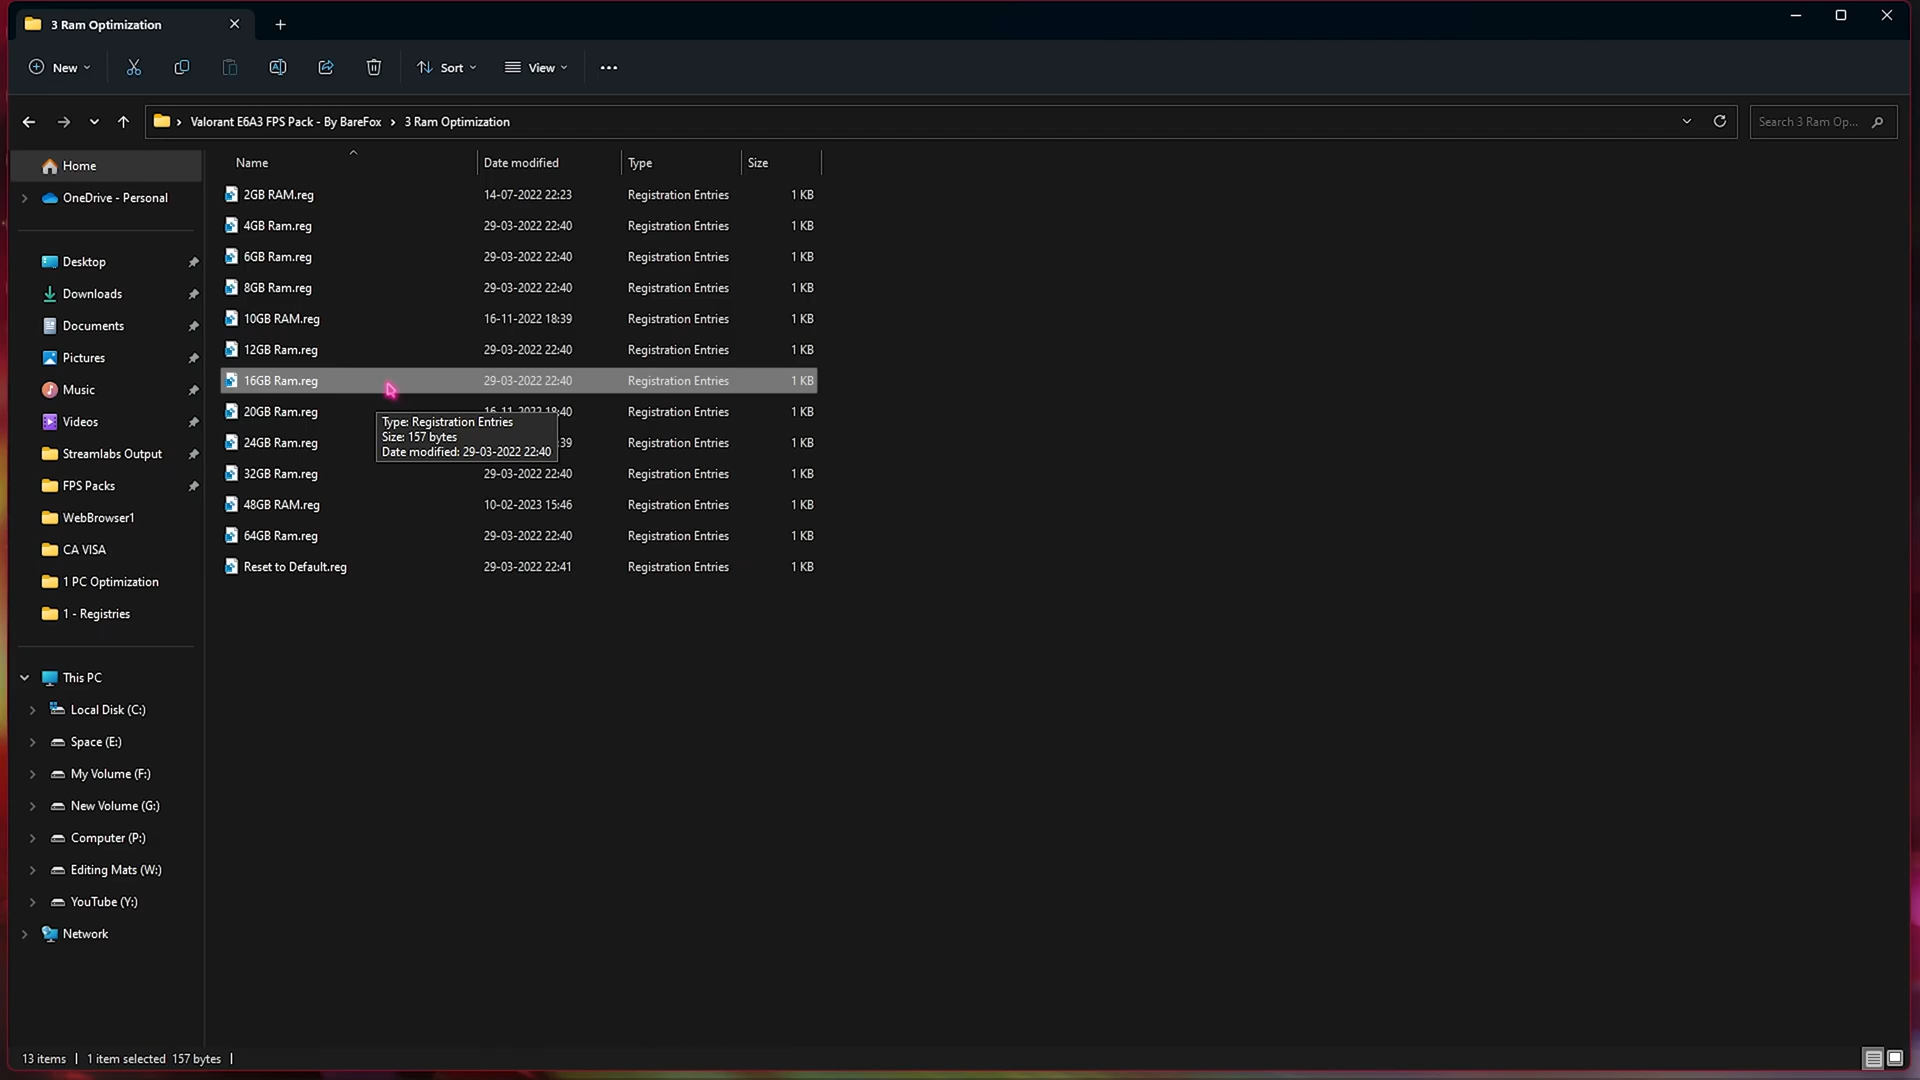 3 Ram Optimization
New
Sort
View
Valorant E6A3 FPS Pack - By BareFox > 3 Ram Optimization
Search 3 Ram Op...
Name Date modified Type Size
2GB RAM.reg 14-07-2022 22:23 Registration Entries 1 KB
4GB Ram.reg 29-03-2022 22:40 Registration Entries 1 KB
6GB Ram.reg 29-03-2022 22:40 Registration Entries 1 KB
8GB Ram.reg 29-03-2022 22:40 Registration Entries 1 KB
10GB RAM.reg 16-11-2022 18:39 Registration Entries 1 KB
12GB Ram.reg 29-03-2022 22:40 Registration Entries 1 KB
16GB Ram.reg 29-03-2022 22:40 Registration Entries 1 KB
20GB Ram.reg 16-11-2022 18:40 Registration Entries 1 KB
24GB Ram.reg :39 Registration Entries 1 KB
32GB Ram.reg 29-03-2022 22:40 Registration Entries 1 KB
48GB RAM.reg 10-02-2023 15:46 Registration Entries 1 KB
64GB Ram.reg 29-03-2022 22:40 Registration Entries 1 KB
Reset to Default.reg 29-03-2022 22:41 Registration Entries 1 KB
Type: Registration Entries
Size: 157 bytes
Date modified: 29-03-2022 22:40
Home
OneDrive - Personal
Desktop
Downloads
Documents
Pictures
Music
Videos
Streamlabs Output
FPS Packs
WebBrowser1
CA VISA
1 PC Optimization
1 - Registries
This PC
Local Disk (C:)
Space (E:)
My Volume (F:)
New Volume (G:)
Computer (P:)
Editing Mats (W:)
YouTube (Y:)
Network
13 items | 1 item selected 157 bytes |